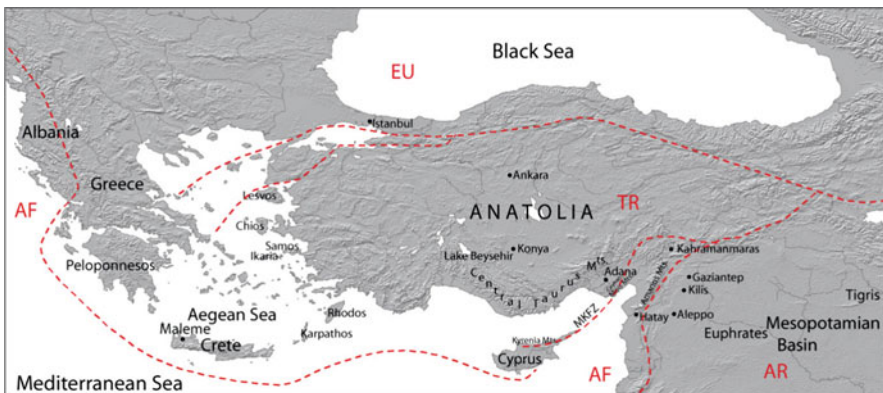 Black Sea
EU
Istanbul
Albania
Greece
Ankara
Lesvos
ANATOLIA
TR
AF
Chios
Samos
Ikaria
Lake Beysehir
Konya
Kahramanmaras
Peloponnesos
Central Taurus Mts
Adana
Amanos Mts.
Gaziantep
Kilis
Tigris
Aegean Sea
Rhodos
MKFZ
Hatay
Aleppo
Euphrates
Mesopotamian
Basin
Maleme
Karpathos
Crete
Kyrenia Mts.
Cyprus
Mediterranean Sea
AF
AR